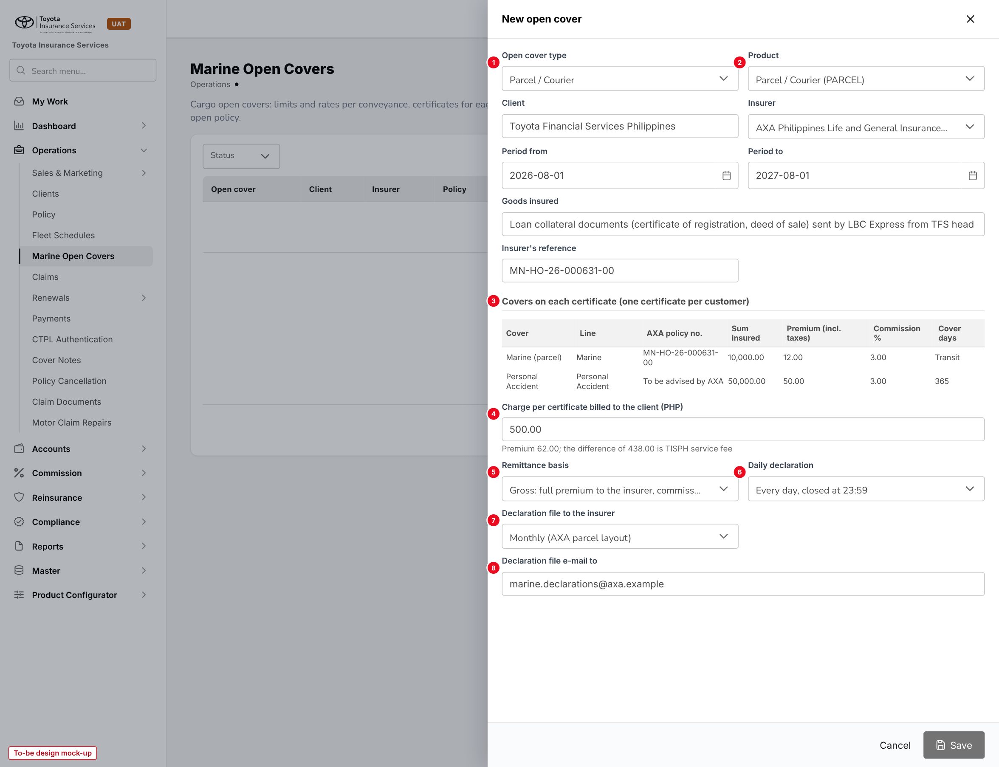 Toyota
Insurance Services
UAT
Toyota Insurance Services
Search menu...
My Work
Dashboard
Operations
Sales & Marketing
Clients
Policy
Fleet Schedules
Marine Open Covers
Claims
Renewals
Payments
CTPL Authentication
Cover Notes
Policy Cancellation
Claim Documents
Motor Claim Repairs
Accounts
Commission
Reinsurance
Compliance
Reports
Master
Product Configurator
To-be design mock-up
Marine Open Covers
Operations
Cargo open covers: limits and rates per conveyance, certificates for
open policy.
Status
Open cover Client Insurer Policy
New open cover
1 Open cover type
Parcel / Courier
2 Product
Parcel / Courier (PARCEL)
Client
Toyota Financial Services Philippines
Insurer
AXA Philippines Life and General Insurance...
Period from
2026-08-01
Period to
2027-08-01
Goods insured
Loan collateral documents (certificate of registration, deed of sale) sent by LBC Express from TFS head
Insurer's reference
MN-HO-26-000631-00
3 Covers on each certificate (one certificate per customer)
Cover Line AXA policy no. Sum insured Premium (incl. taxes) Commission % Cover days
Marine (parcel) Marine MN-HO-26-000631-00 10,000.00 12.00 3.00 Transit
Personal Accident Personal Accident To be advised by AXA 50,000.00 50.00 3.00 365
4 Charge per certificate billed to the client (PHP)
500.00
Premium 62.00; the difference of 438.00 is TISPH service fee
5 Remittance basis
Gross: full premium to the insurer, commiss...
6 Daily declaration
Every day, closed at 23:59
7 Declaration file to the insurer
Monthly (AXA parcel layout)
8 Declaration file e-mail to
marine.declarations@axa.example
Cancel
Save